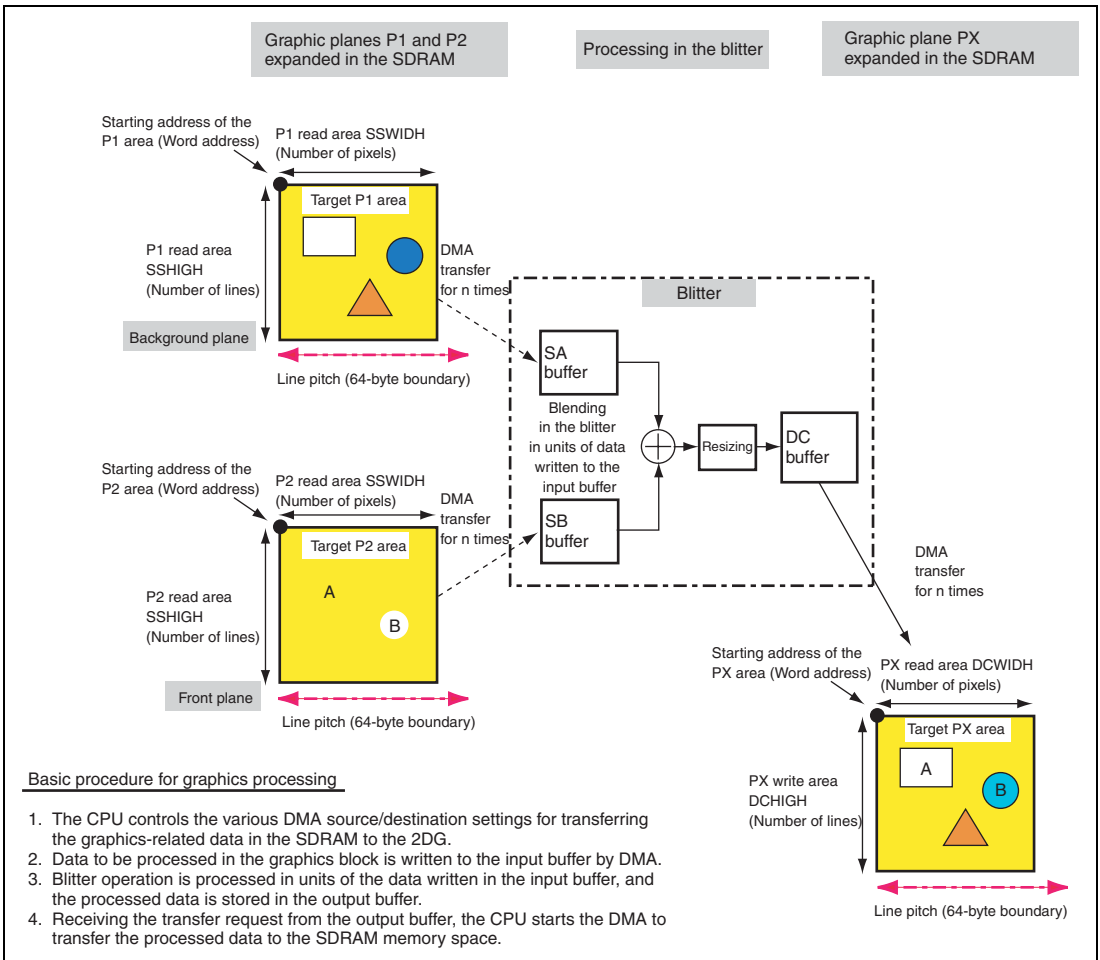 Graphic planes P1 and P2
expanded in the SDRAM
Processing in the blitter
Graphic plane PX
expanded in the SDRAM
Starting address of the
P1 area (Word address)
P1 read area SSWIDH
(Number of pixels)
Target P1 area
P1 read area
SSHIGH
(Number of lines)
DMA
transfer
for n times
Background plane
Line pitch (64-byte boundary)
Blitter
SA
buffer
Blending
in the blitter
in units of data
written to the
input buffer
Resizing
DC
buffer
SB
buffer
Starting address of the
P2 area (Word address)
P2 read area SSWIDH
(Number of pixels)
DMA
transfer
for n times
Target P2 area
A
B
P2 read area
SSHIGH
(Number of lines)
Front plane
Line pitch (64-byte boundary)
DMA
transfer
for n times
Starting address of the
PX area (Word address)
PX read area DCWIDH
(Number of pixels)
Target PX area
A
B
PX write area
DCHIGH
(Number of lines)
Line pitch (64-byte boundary)
Basic procedure for graphics processing
1. The CPU controls the various DMA source/destination settings for transferring
the graphics-related data in the SDRAM to the 2DG.
2. Data to be processed in the graphics block is written to the input buffer by DMA.
3. Blitter operation is processed in units of the data written in the input buffer, and
the processed data is stored in the output buffer.
4. Receiving the transfer request from the output buffer, the CPU starts the DMA to
transfer the processed data to the SDRAM memory space.